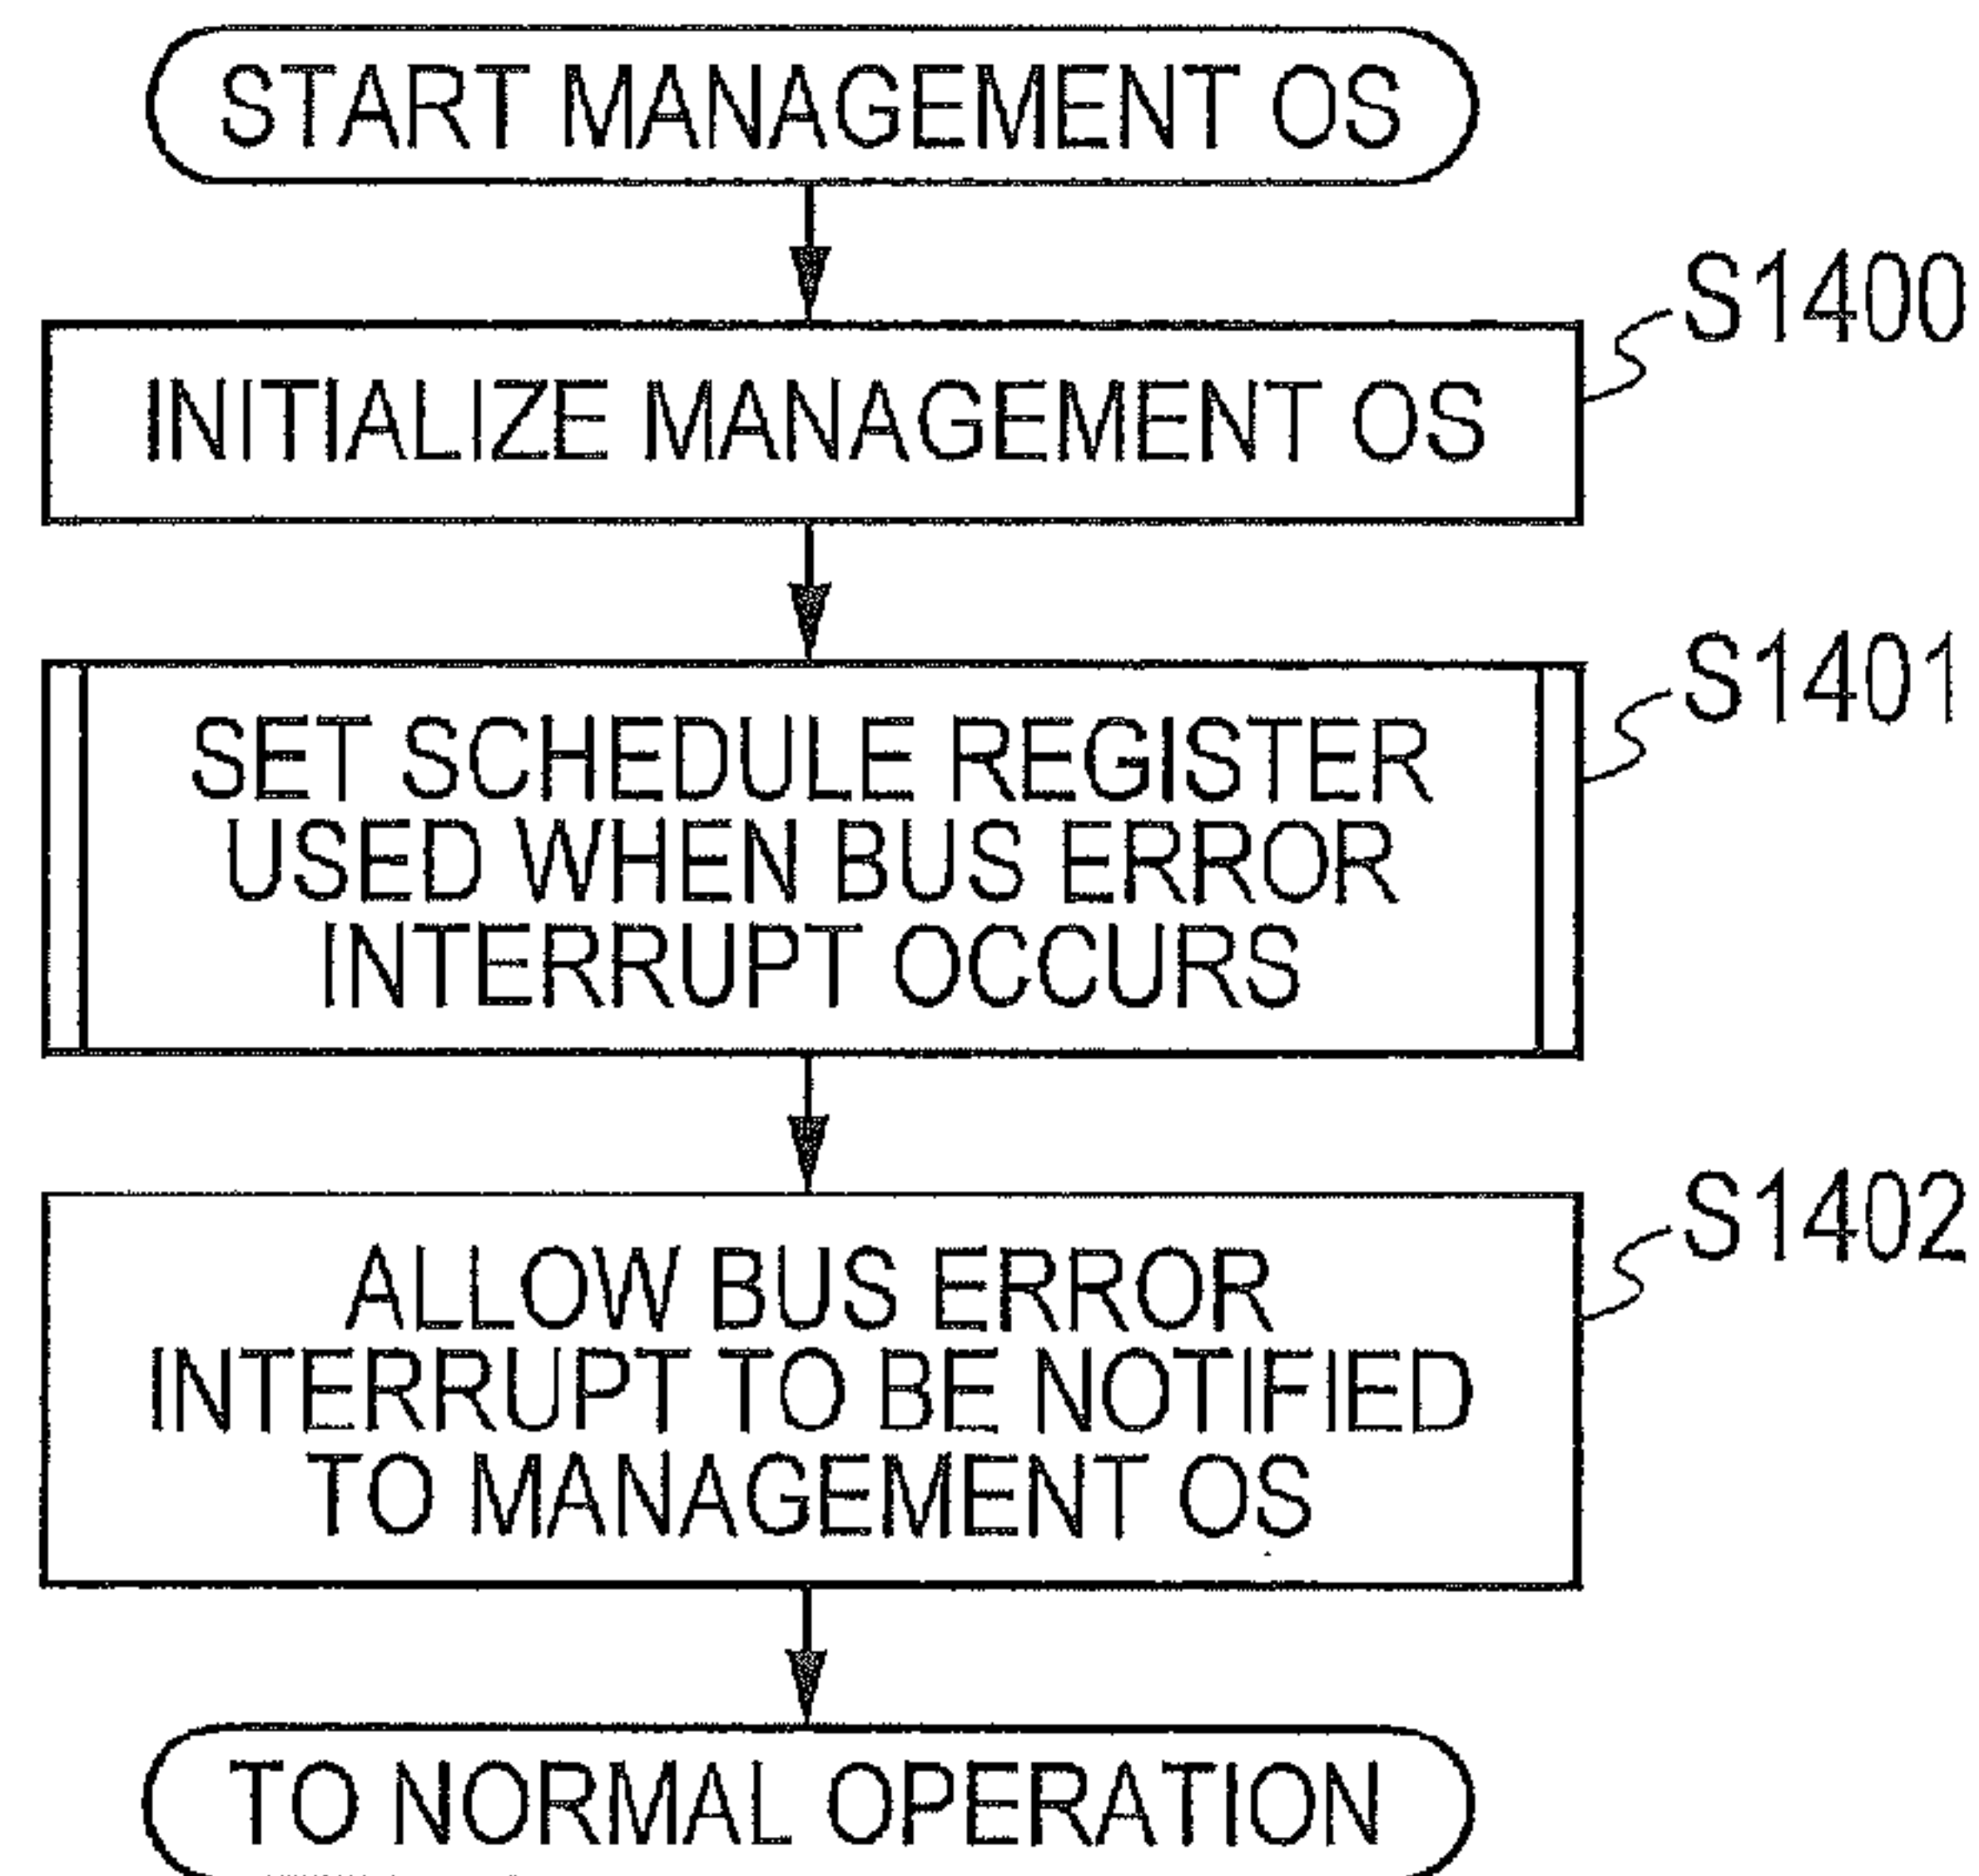 START MANAGEMENT OS
S1400
INITIALIZE MANAGEMENT OS
S1401
SET SCHEDULE REGISTER
USED WHEN BUS ERROR
INTERRUPT OCCURS
S1402
ALLOW BUS ERROR
INTERRUPT TO BE NOTIFIED
TO MANAGEMENT OS
TO NORMAL OPERATION